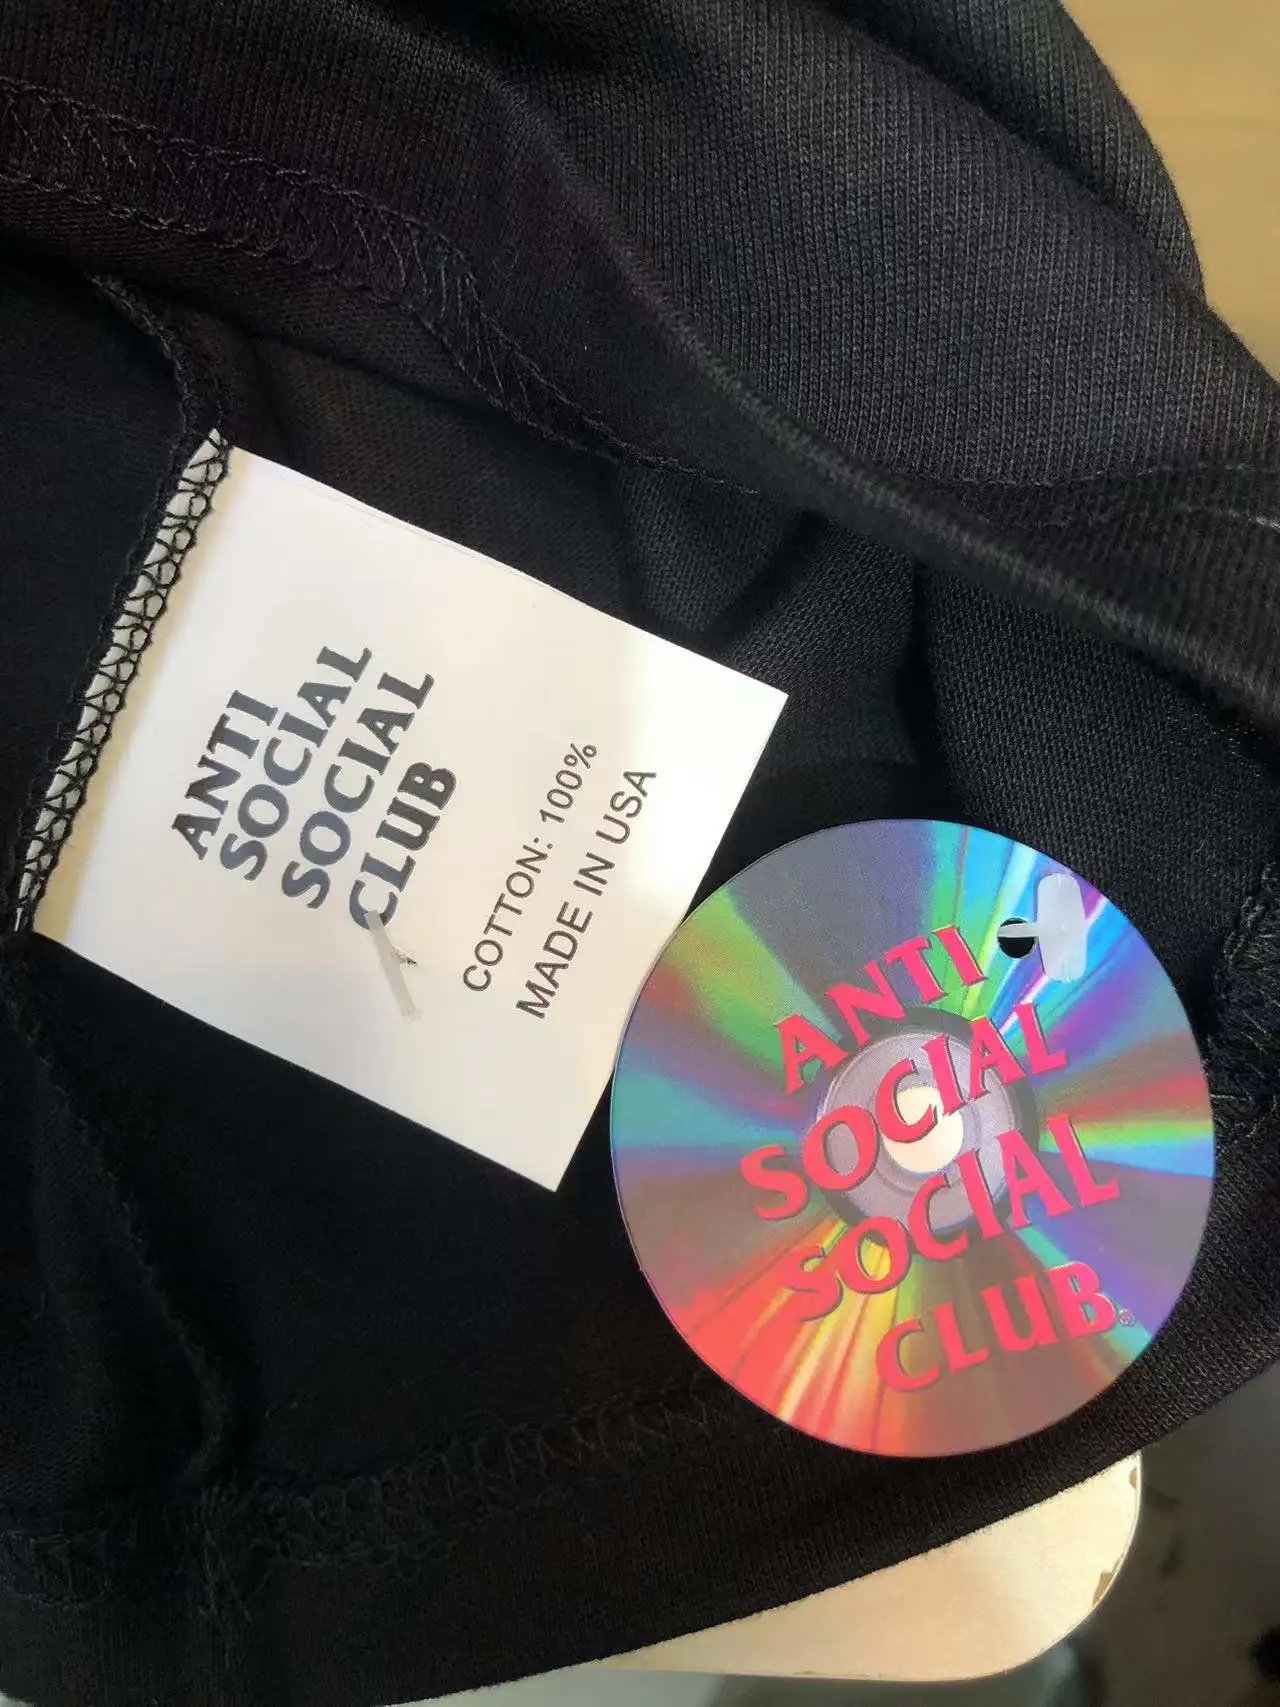 ANTI
SOCIAL
SOCIAL
CLUB
COTTON: 100%
MADE IN USA
ANTI
SOCIAL
SOCIAL
CLUB®